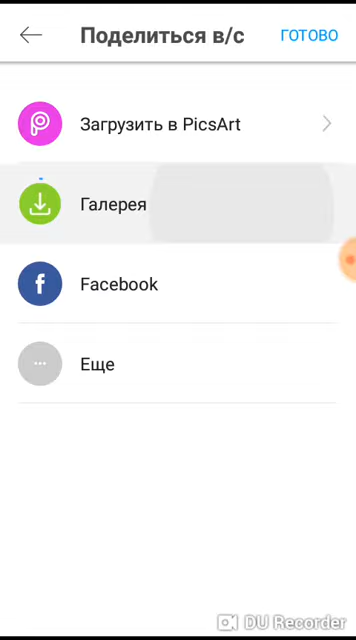 Поделиться в/с
ГОТОВО
Загрузить в PicsArt
Галерея
Facebook
Еще
DU Recorder